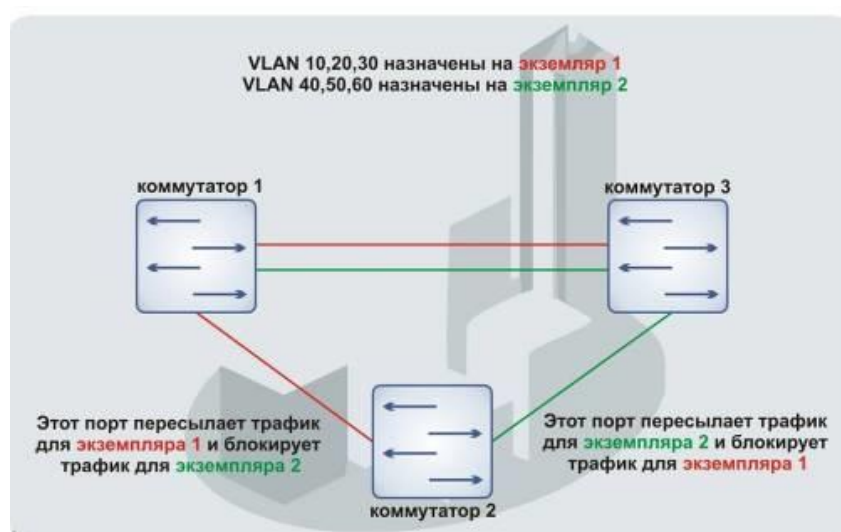 VLAN 10,20,30 назначены на экземляр 1
VLAN 40,50,60 назначены на экземпляр 2
коммутатор 1
коммутатор 3
Этот порт пересылает трафик
для экземпляра 1 и блокирует
трафик для экземпляра 2
Этот порт пересылает трафик
для экземпляра 2 и блокирует
трафик для экземпляра 1
коммутатор 2